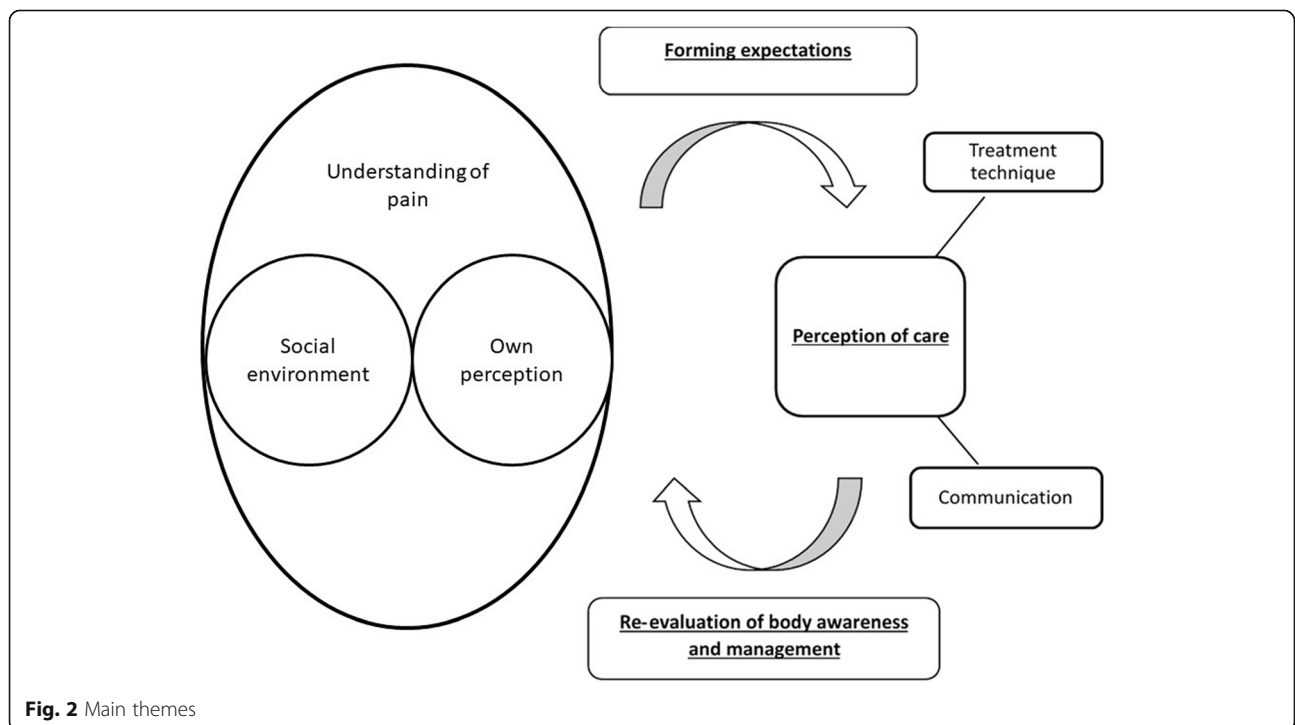 Forming expectations
Understanding of
pain
Treatment
technique
Social
environment
Own
perception
Perception of care
Communication
Re-evaluation of body awareness
and management
Fig. 2 Main themes